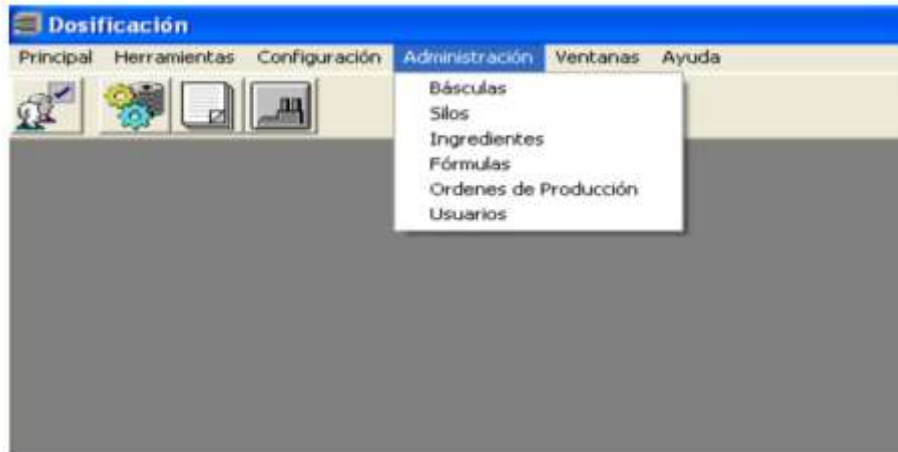 Dosificación
Principal Herramientas Configuración Administración Ventanas Ayuda
Básculas
Silos
Ingredientes
Fórmulas
Ordenes de Producción
Usuarios